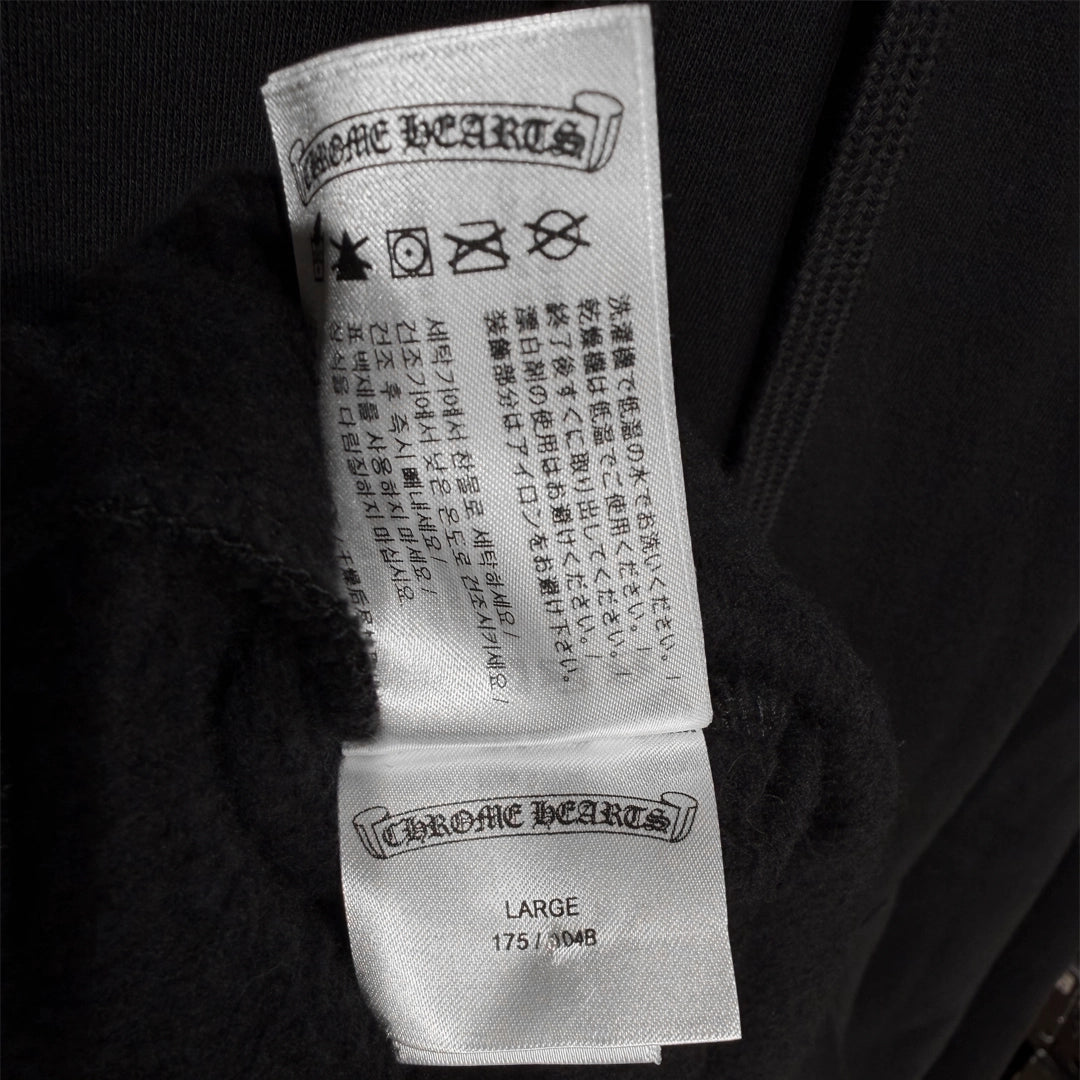 CHROME HEARTS
洗濯機で低温の水でお洗いください。/
乾燥機は低温でご使用ください。/
終了後すぐに取り出してください。/
漂白剤の使用はお避けください。/
装飾部分はアイロンをお避け下さい。
세탁기에서 찬물로 세탁하세요/
건조기에서 낮은 온도로 건조시키세요/
건조 후 즉시 빼내세요/
표백제를 사용하지 마세요/
장식을 다림질하지 마십시요
CHROME HEARTS
LARGE
175 / 104B